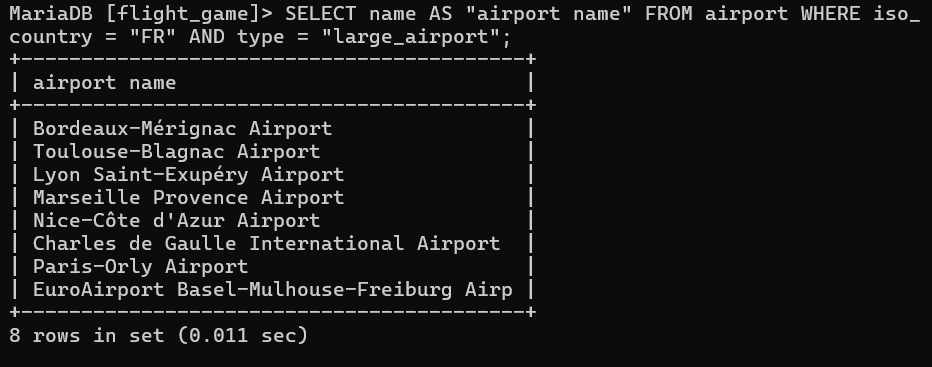 MariaDB [flight_game]> SELECT name AS "airport name" FROM airport WHERE iso_
country = "FR" AND type = "large_airport";
+------------------------------------------+
| airport name                             |
+------------------------------------------+
| Bordeaux-Mérignac Airport                |
| Toulouse-Blagnac Airport                 |
| Lyon Saint-Exupéry Airport               |
| Marseille Provence Airport               |
| Nice-Côte d'Azur Airport                 |
| Charles de Gaulle International Airport  |
| Paris-Orly Airport                       |
| EuroAirport Basel-Mulhouse-Freiburg Airp |
+------------------------------------------+
8 rows in set (0.011 sec)